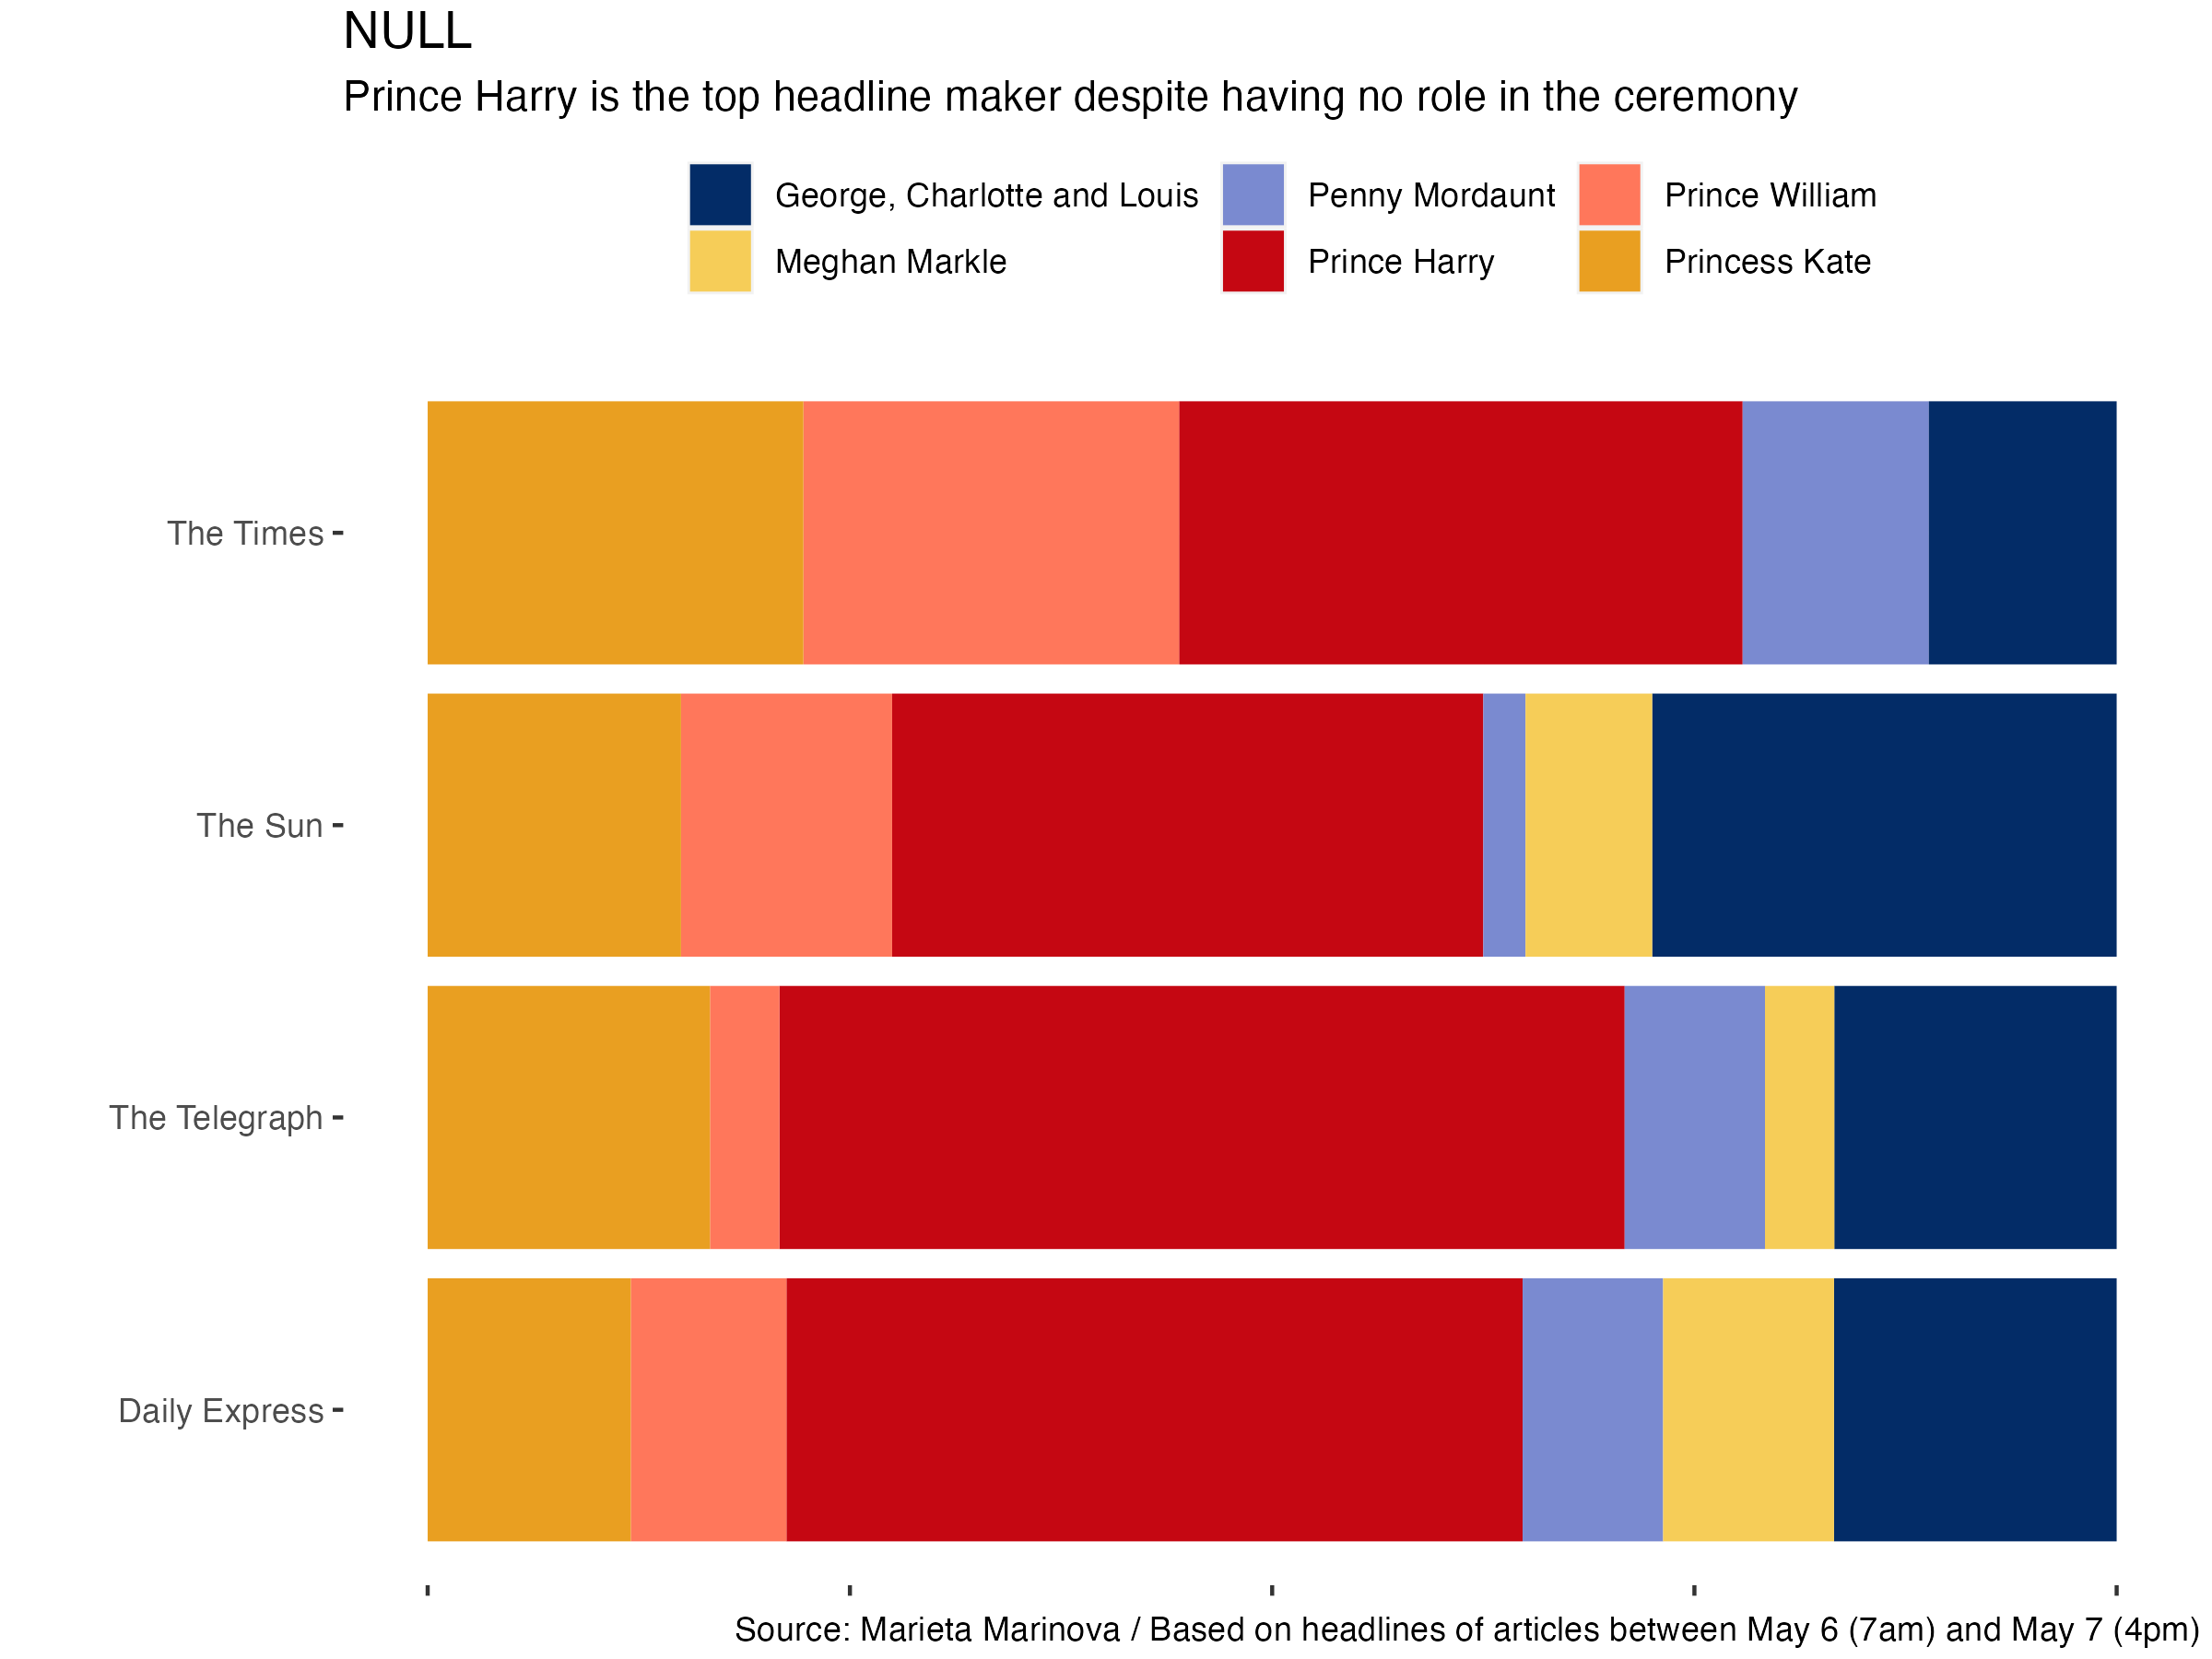 NULL
Prince Harry is the top headline maker despite having no role in the ceremony
George, Charlotte and Louis
Penny Mordaunt
Prince William
Meghan Markle
Prince Harry
Princess Kate
The Times
The Sun
The Telegraph
Daily Express
Source: Marieta Marinova / Based on headlines of articles between May 6 (7am) and May 7 (4pm)